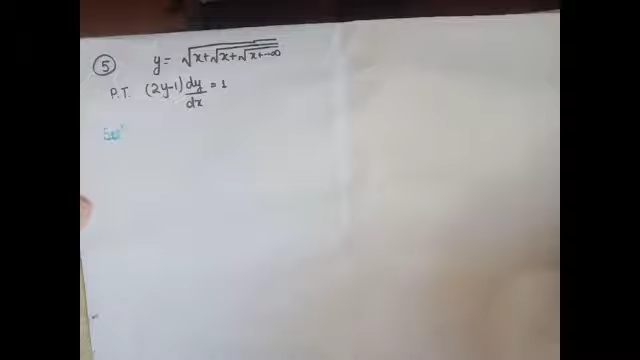 5 y = √x+√x+√x+---∞
P.T. (2y-1) dy/dx = 1
Sol^n